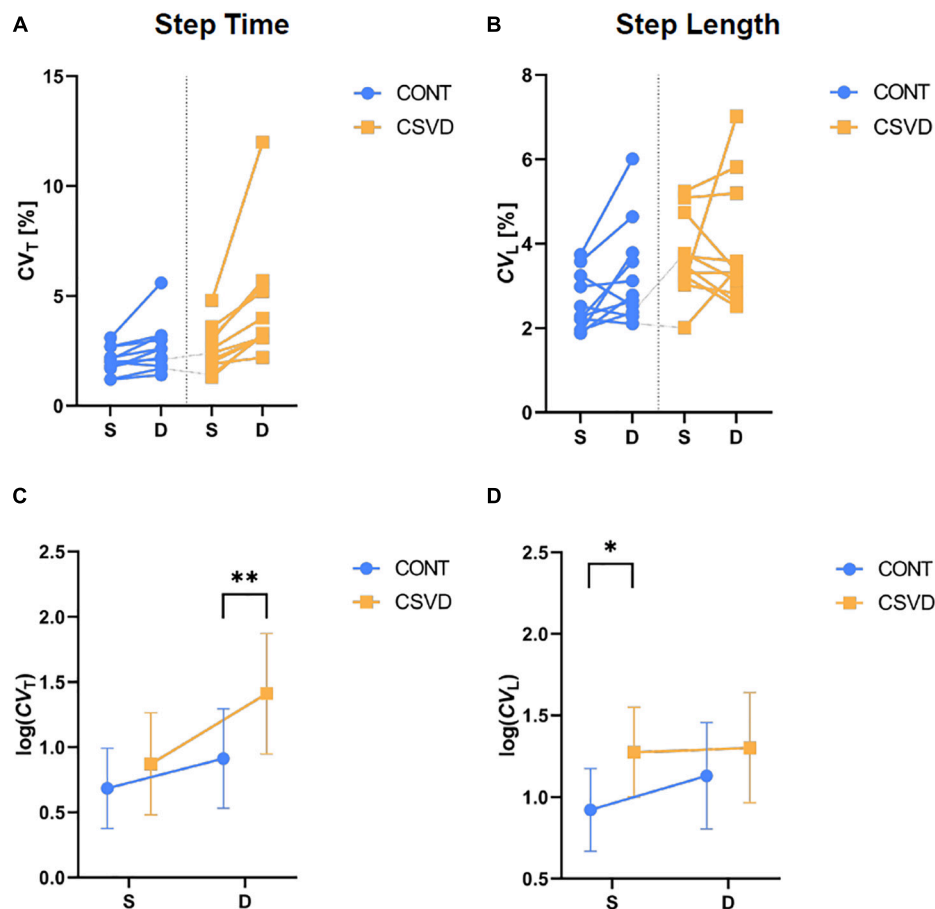 A Step Time
15
10
5
0
CV_T [%]
S D S D
CONT
CSVD
B Step Length
8
6
4
2
0
CV_L [%]
S D S D
CONT
CSVD
C
2.5
2.0
1.5
1.0
0.5
0.0
log(CV_T)
**
S D
CONT
CSVD
D
2.5
2.0
1.5
1.0
0.5
log(CV_L)
*
S D
CONT
CSVD